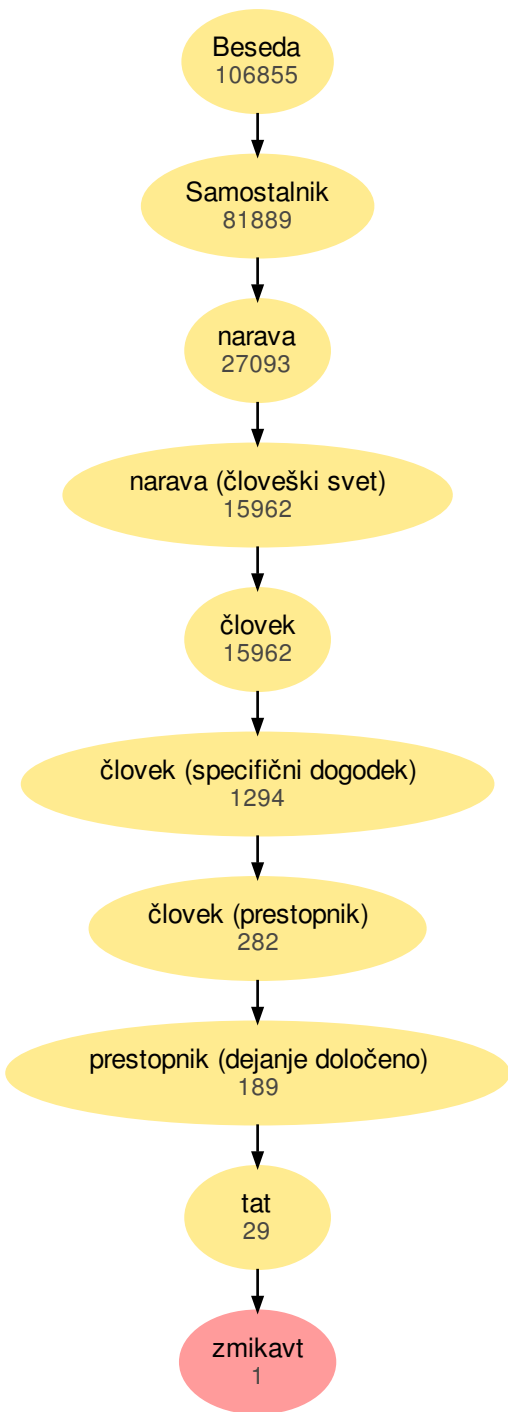 Beseda
106855
Samostalnik
81889
narava
27093
narava (človeški svet)
15962
človek
15962
človek (specifični dogodek)
1294
človek (prestopnik)
282
prestopnik (dejanje določeno)
189
tat
29
zmikavt
1